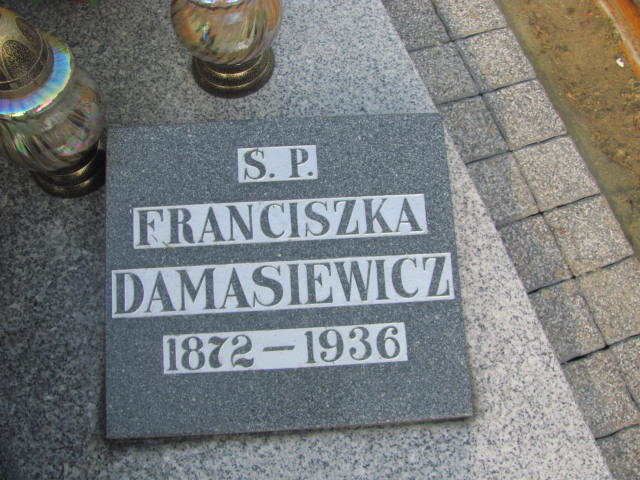 S. P.
FRANCISZKA
DAMASIEWICZ
1872-1936